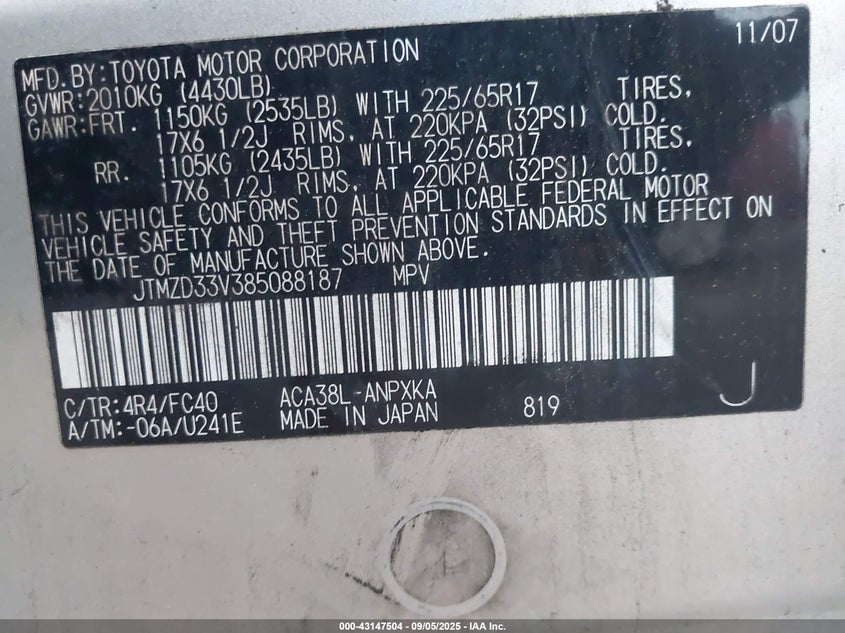 11/07
MFD.BY:TOYOTA MOTOR CORPORATION
GVWR:2010KG (4430LB)
GAWR:FRT. 1150KG (2535LB) WITH 225/65R17 TIRES,
17X6 1/2J RIMS, AT 220KPA (32PSI) COLD.
RR. 1105KG (2435LB) WITH 225/65R17 TIRES,
17X6 1/2J RIMS, AT 220KPA (32PSI) COLD.
THIS VEHICLE CONFORMS TO ALL APPLICABLE FEDERAL MOTOR
VEHICLE SAFETY AND THEFT PREVENTION STANDARDS IN EFFECT ON
THE DATE OF MANUFACTURE SHOWN ABOVE.
JTMZD33V385088187 MPV
C/TR:4R4/FC40 ACA38L-ANPXKA
A/TM:-06A/U241E MADE IN JAPAN 819 J
000-43147504 - 09/05/2025 - IAA Inc.